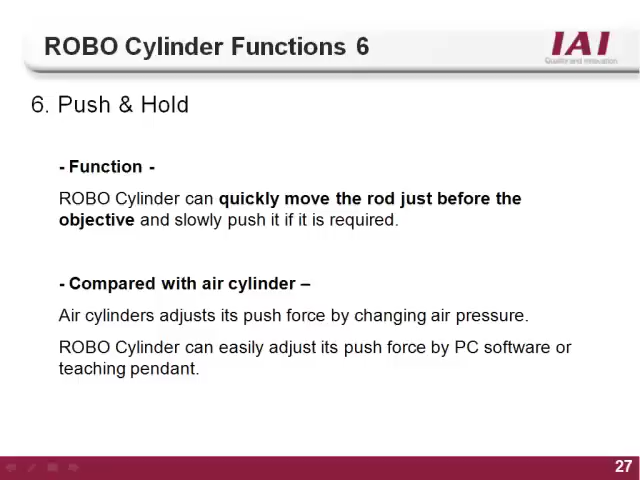 ROBO Cylinder Functions 6
IAI
Quality and Innovation
6. Push & Hold
- Function -
ROBO Cylinder can quickly move the rod just before the
objective and slowly push it if it is required.
- Compared with air cylinder –
Air cylinders adjusts its push force by changing air pressure.
ROBO Cylinder can easily adjust its push force by PC software or
teaching pendant.
27